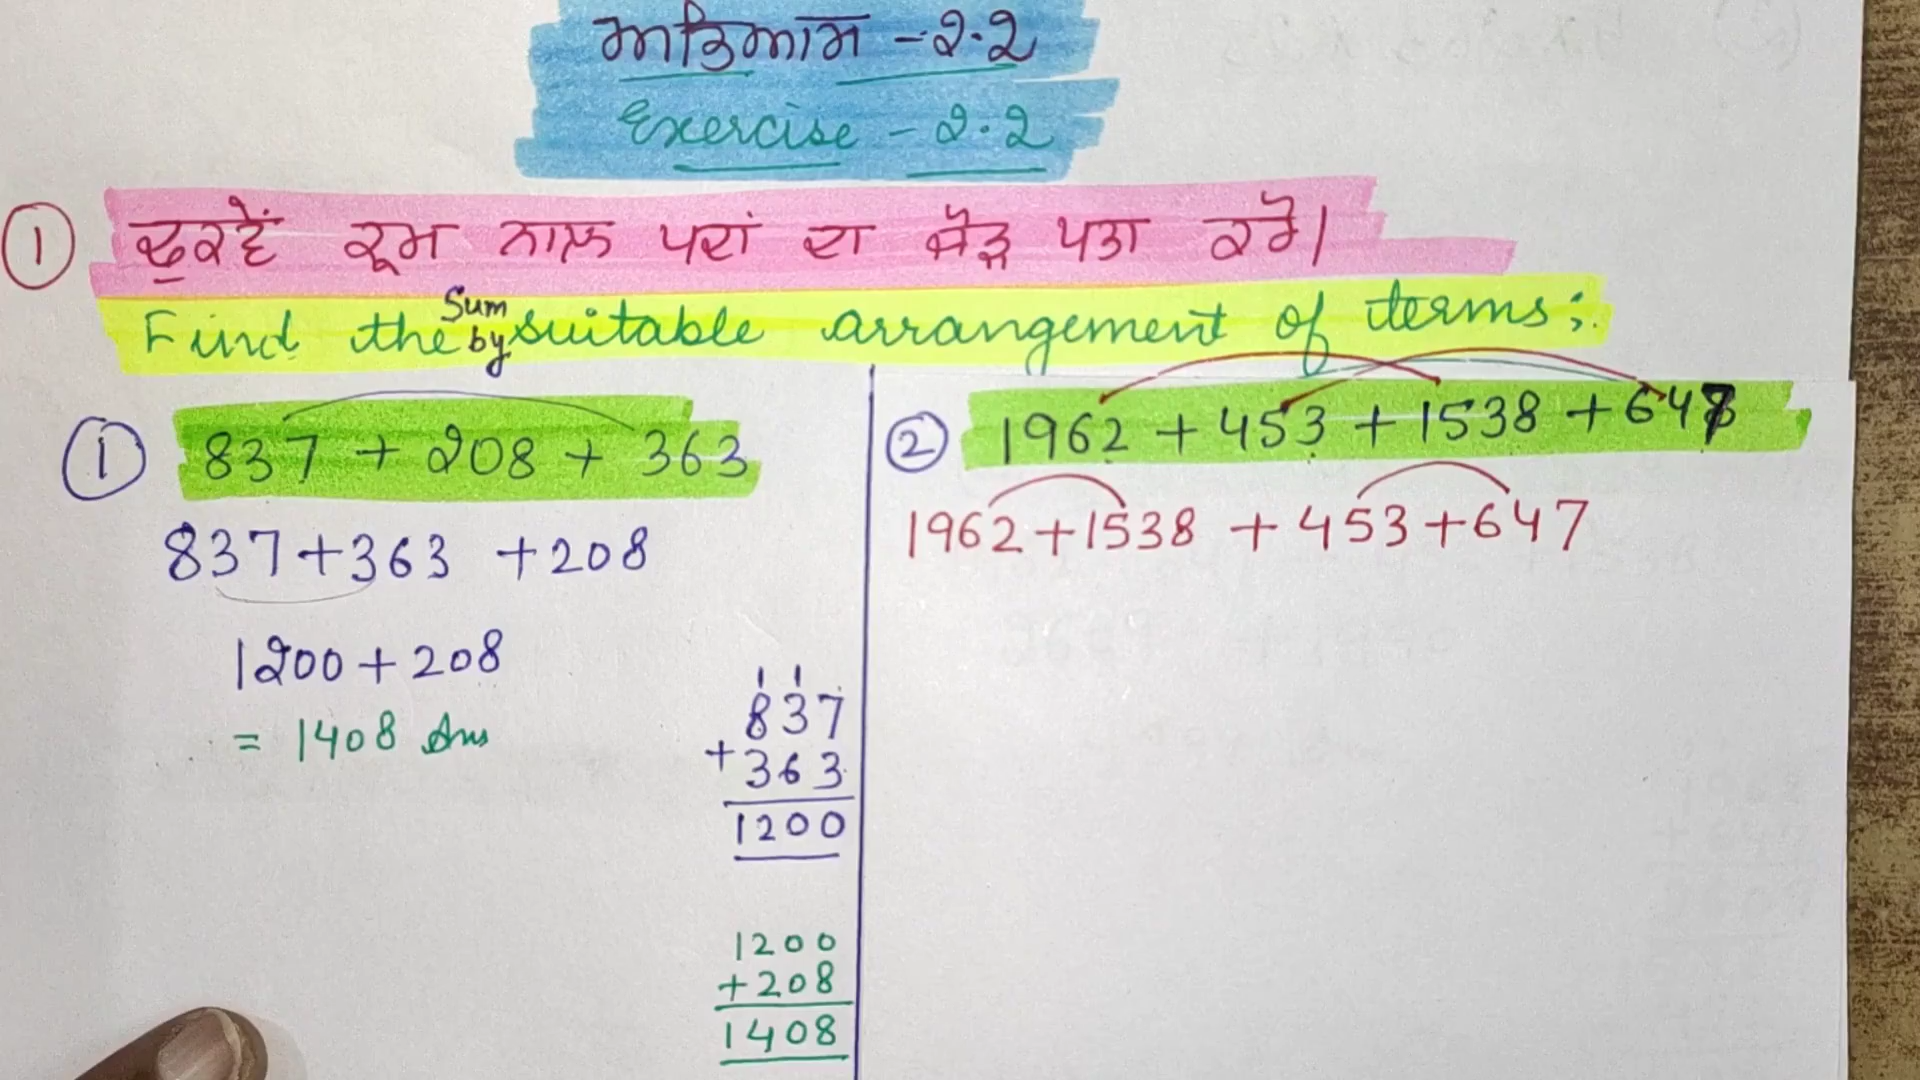 ਅਭਿਆਸ - 2.2
Exercise - 2.2
① ਢੁਕਵੇਂ ਕ੍ਰਮ ਨਾਲ ਪਦਾਂ ਦਾ ਜੋੜ ਪਤਾ ਕਰੋ।
Find the Sum by suitable arrangement of terms:
① 837 + 208 + 363
837+363 +208
1200 + 208
= 1408 Ans
1 1
837
+363
1200
1200
+208
1408
② 1962 + 453 + 1538 + 647
1962+1538 + 453+647